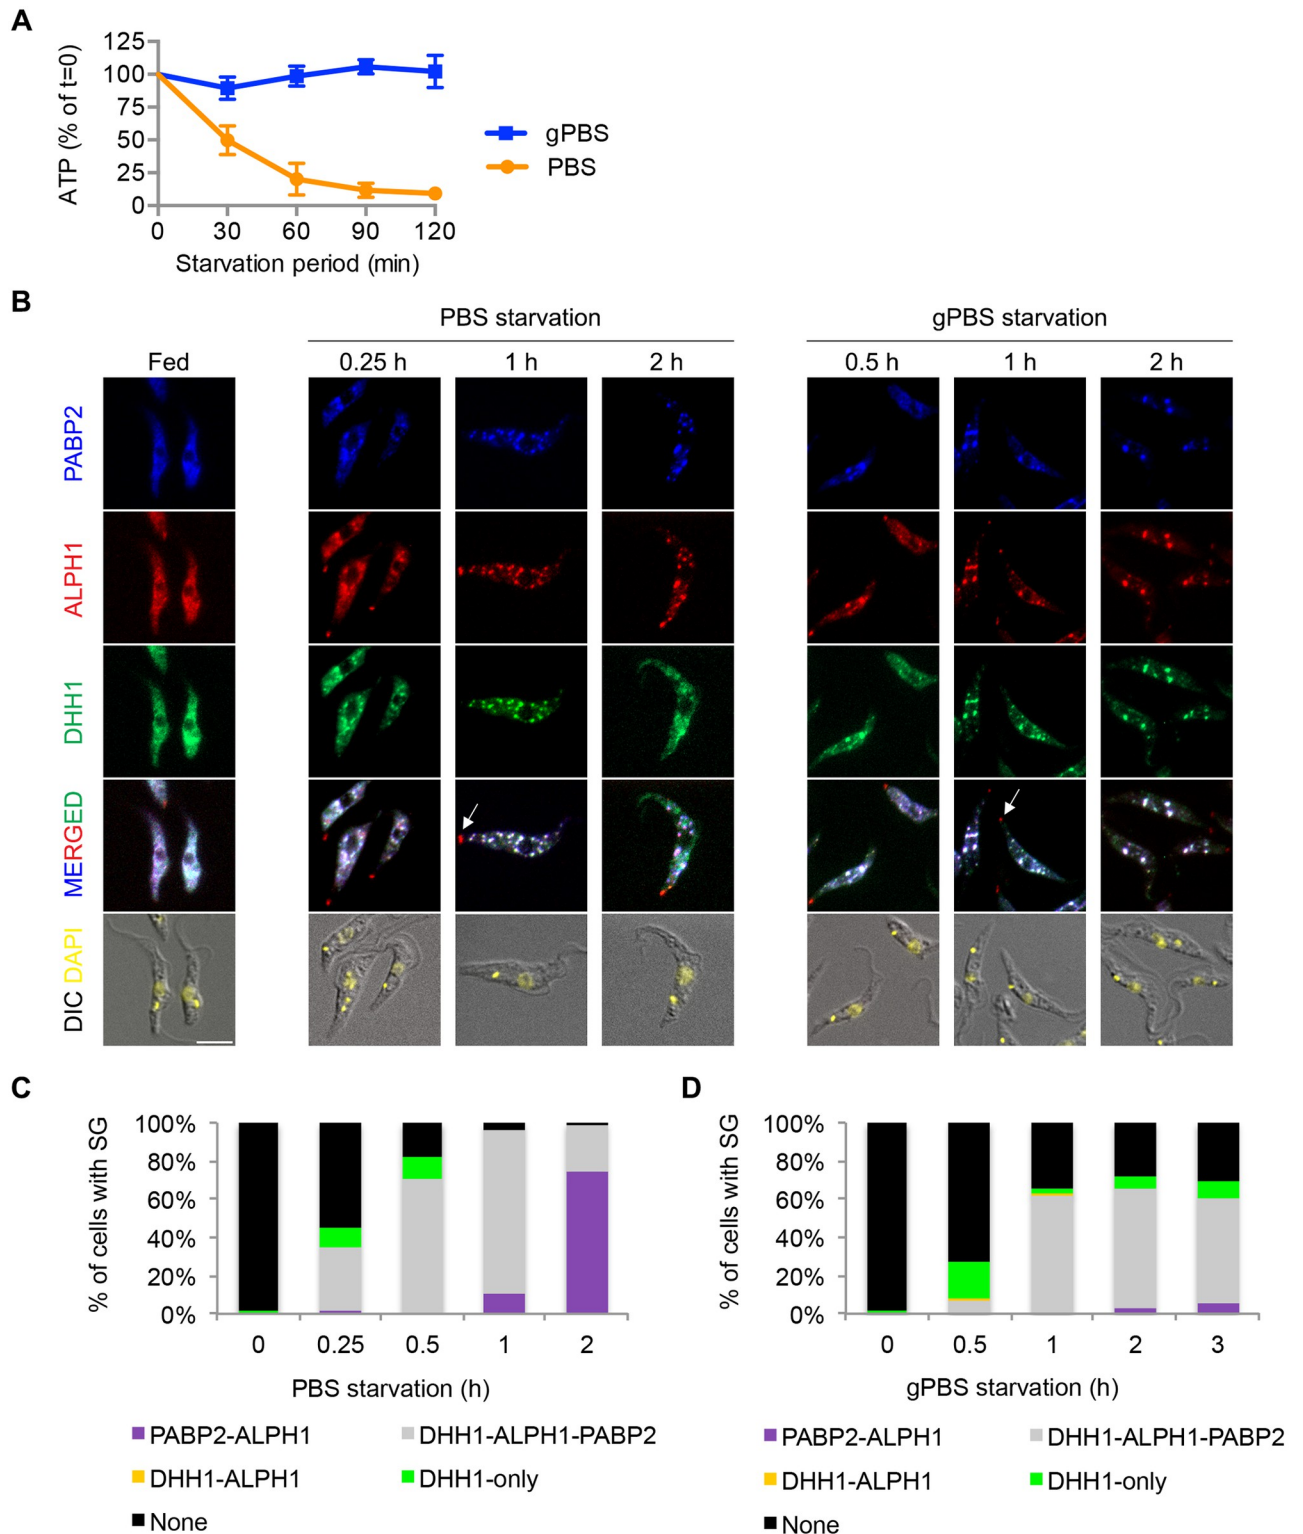 A
ATP (% of t=0)
125
100
75
50
25
0
0 30 60 90 120
Starvation period (min)
gPBS
PBS
B
PBS starvation
gPBS starvation
Fed
0.25 h
1 h
2 h
0.5 h
1 h
2 h
PABP2
ALPH1
DHH1
MERGED
DIC DAPI
C
% of cells with SG
100%
80%
60%
40%
20%
0%
0 0.25 0.5 1 2
PBS starvation (h)
PABP2-ALPH1
DHH1-ALPH1-PABP2
DHH1-ALPH1
DHH1-only
None
D
% of cells with SG
100%
80%
60%
40%
20%
0%
0 0.5 1 2 3
gPBS starvation (h)
PABP2-ALPH1
DHH1-ALPH1-PABP2
DHH1-ALPH1
DHH1-only
None